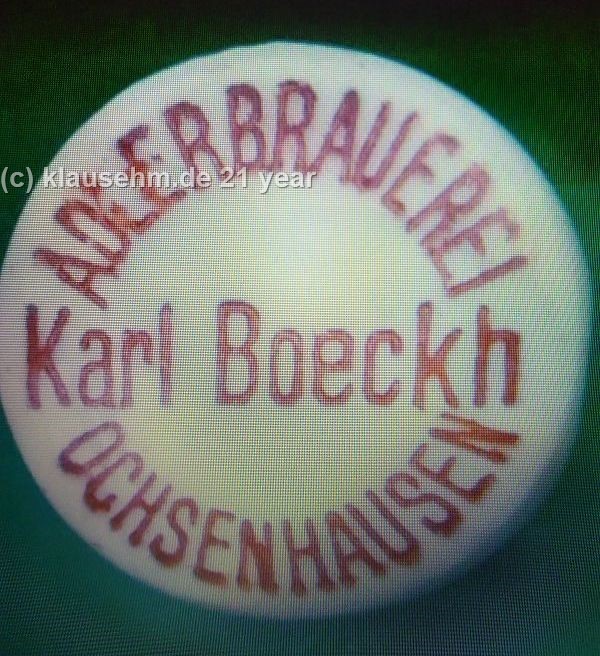 ADLERBRAUEREI
(c) klausehm.de 21 year
Karl Boeckh
OCHSENHAUSEN